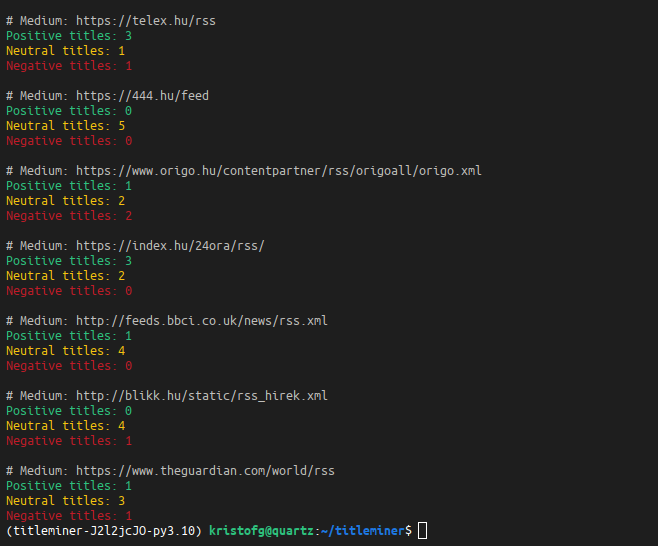 # Medium: https://telex.hu/rss
Positive titles: 3
Neutral titles: 1
Negative titles: 1
# Medium: https://444.hu/feed
Positive titles: 0
Neutral titles: 5
Negative titles: 0
# Medium: https://www.origo.hu/contentpartner/rss/origoall/origo.xml
Positive titles: 1
Neutral titles: 2
Negative titles: 2
# Medium: https://index.hu/24ora/rss/
Positive titles: 3
Neutral titles: 2
Negative titles: 0
# Medium: http://feeds.bbci.co.uk/news/rss.xml
Positive titles: 1
Neutral titles: 4
Negative titles: 0
# Medium: http://blikk.hu/static/rss_hirek.xml
Positive titles: 0
Neutral titles: 4
Negative titles: 1
# Medium: https://www.theguardian.com/world/rss
Positive titles: 1
Neutral titles: 3
Negative titles: 1
(titleminer-J2l2jcJO-py3.10) kristofg@quartz:~/titleminer$